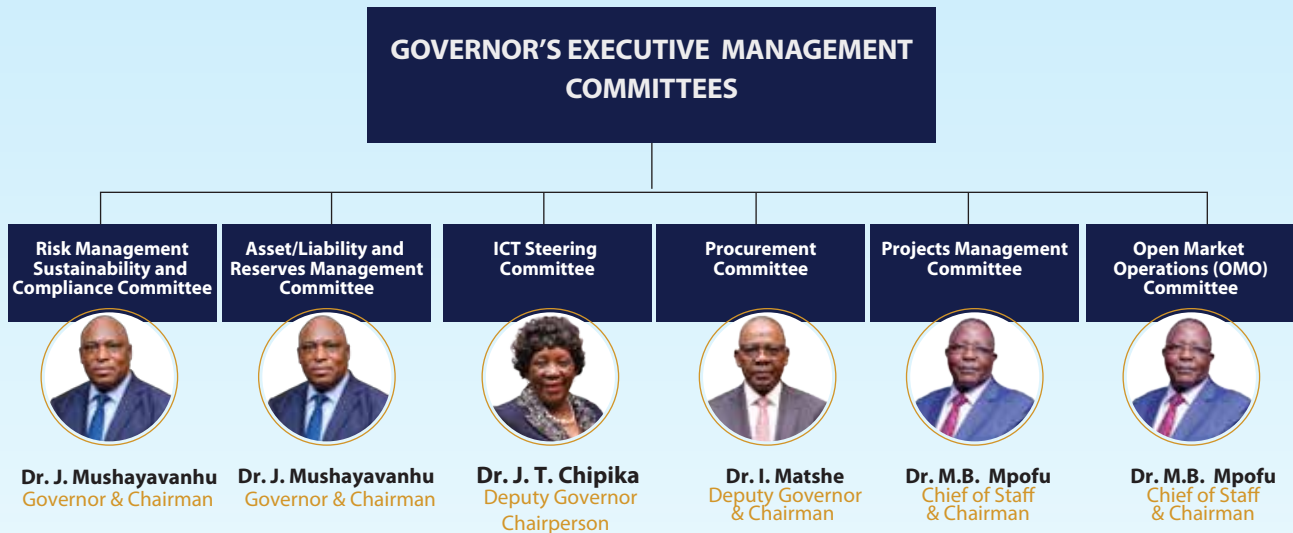 GOVERNOR'S EXECUTIVE MANAGEMENT
COMMITTEES
Risk Management
Sustainability and
Compliance Committee
Asset/Liability and
Reserves Management
Committee
ICT Steering
Committee
Procurement
Committee
Projects Management
Committee
Open Market
Operations (OMO)
Committee
Dr. J. Mushayavanhu
Governor & Chairman
Dr. J. Mushayavanhu
Governor & Chairman
Dr. J. T. Chipika
Deputy Governor
Chairperson
Dr. I. Matshe
Deputy Governor
& Chairman
Dr. M.B. Mpofu
Chief of Staff
& Chairman
Dr. M.B. Mpofu
Chief of Staff
& Chairman